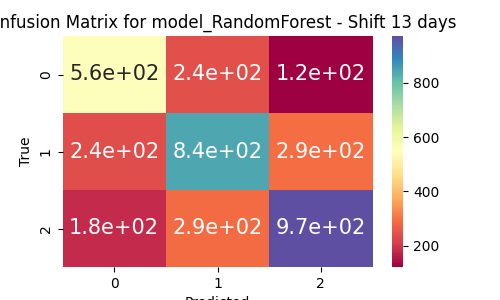 nfusion Matrix for model_RandomForest - Shift 13 days
0 5.6e+02 2.4e+02 1.2e+02
1 2.4e+02 8.4e+02 2.9e+02
2 1.8e+02 2.9e+02 9.7e+02
True
0 1 2
Predicted
800
600
400
200